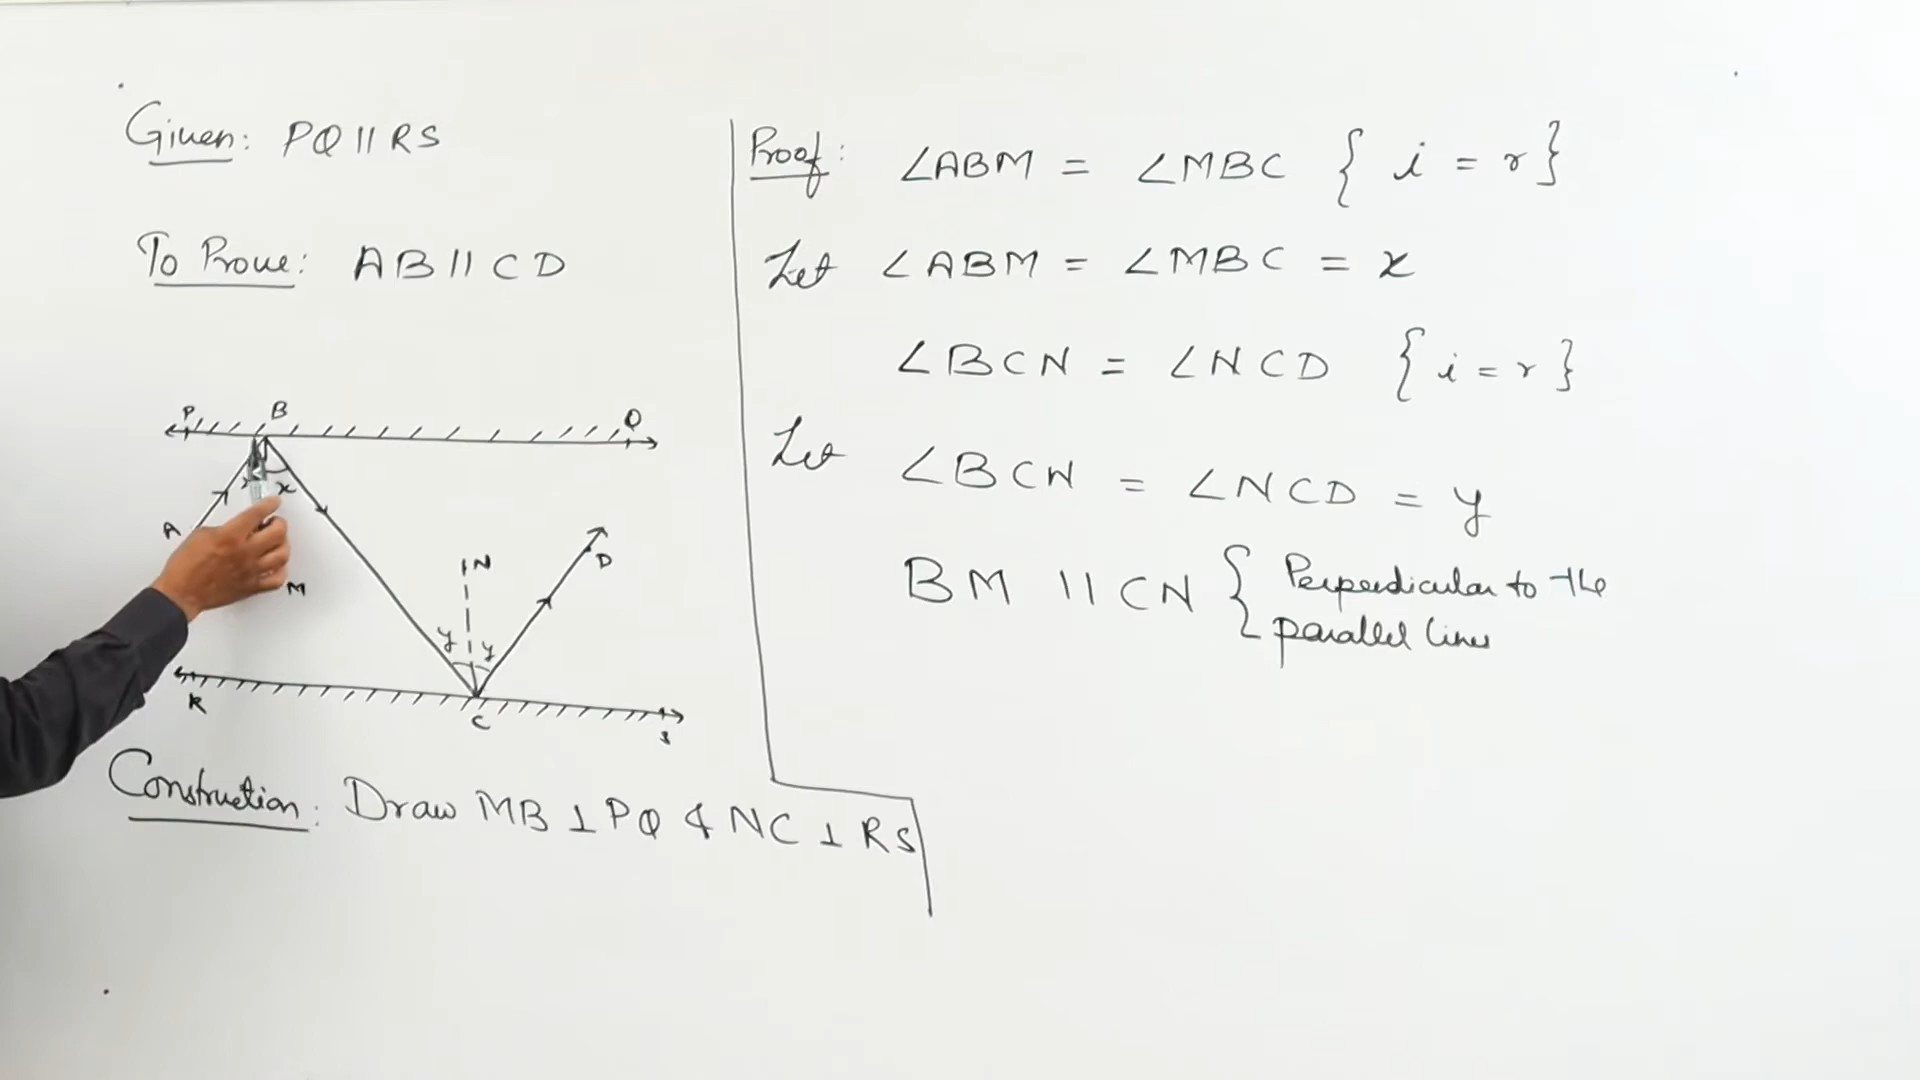 Given: PQ || RS
To Prove: AB || CD
P B Q
x x
A
M
N
D
y y
R
C
S
Construction: Draw MB ⊥ PQ & NC ⊥ RS
Proof: ∠ABM = ∠MBC { i = r }
Let ∠ABM = ∠MBC = x
∠BCN = ∠NCD { i = r }
Let ∠BCN = ∠NCD = y
BM || CN { Perpendicular to the
parallel lines